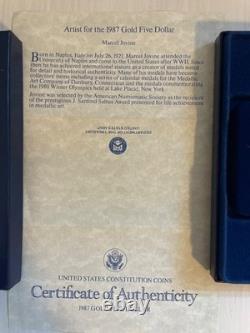 Artist for the 1987 Gold Five Dollar
Marcel Jovine
Born in Naples, Italy on July 26, 1921, Marcel Jovine attended the
University of Naples and came to the United States after WWII. Since
then he has achieved international stature as a creator of medals noted
for detail and historical authenticity. Many of his medals have become
collectors items including a series of calendar medals for the Medallic
Art Company of Danbury, Connecticut and the medals commemorating
the 1980 Winter Olympics held at Lake Placid, New York.
Jovine was selected by the American Numismatic Society as the recipient
of the prestigious J. Sanford Saltus Award presented for life achievement
in medallic art.
UNITED STATES CONSTITUTION COINS
Certificate of Authenticity
1987 GOLD